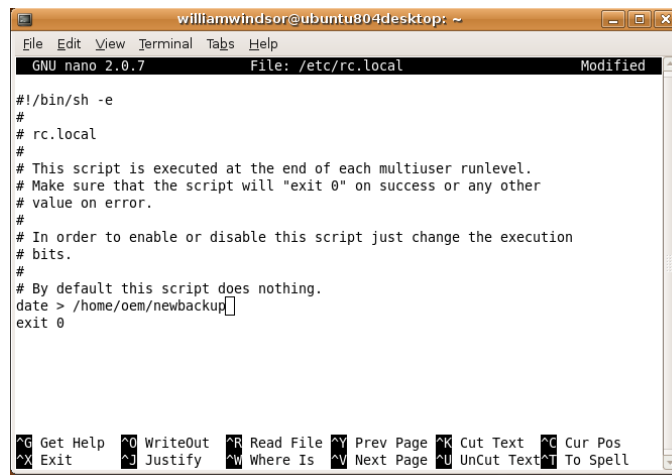 williamwindsor@ubuntu804desktop: ~
File Edit View Terminal Tabs Help
GNU nano 2.0.7 File: /etc/rc.local Modified
#!/bin/sh -e
#
# rc.local
#
# This script is executed at the end of each multiuser runlevel.
# Make sure that the script will "exit 0" on success or any other
# value on error.
#
# In order to enable or disable this script just change the execution
# bits.
#
# By default this script does nothing.
date > /home/oem/newbackup
exit 0
^G Get Help ^O WriteOut ^R Read File ^Y Prev Page ^K Cut Text ^C Cur Pos
^X Exit ^J Justify ^W Where Is ^V Next Page ^U UnCut Text ^T To Spell